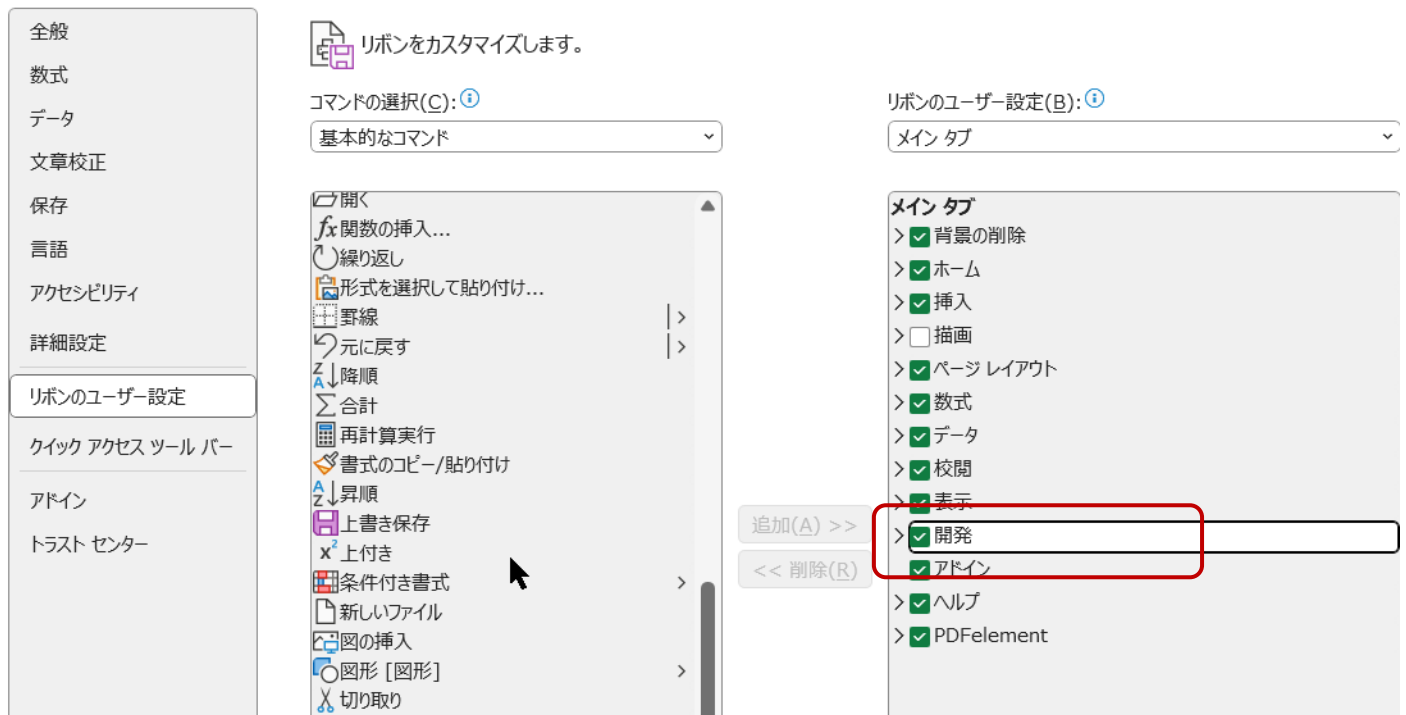 全般
数式
データ
文章校正
保存
言語
アクセシビリティ
詳細設定
リボンのユーザー設定
クイック アクセス ツール バー
アドイン
トラスト センター
リボンをカスタマイズします。
コマンドの選択(C):
基本的なコマンド
開く
fx関数の挿入...
繰り返し
形式を選択して貼り付け...
罫線
元に戻す
降順
合計
再計算実行
書式のコピー/貼り付け
昇順
上書き保存
上付き
条件付き書式
新しいファイル
図の挿入
図形 [図形]
切り取り
追加(A) >>
<< 削除(R)
リボンのユーザー設定(B):
メイン タブ
メイン タブ
背景の削除
ホーム
挿入
描画
ページ レイアウト
数式
データ
校閲
表示
開発
アドイン
ヘルプ
PDFelement